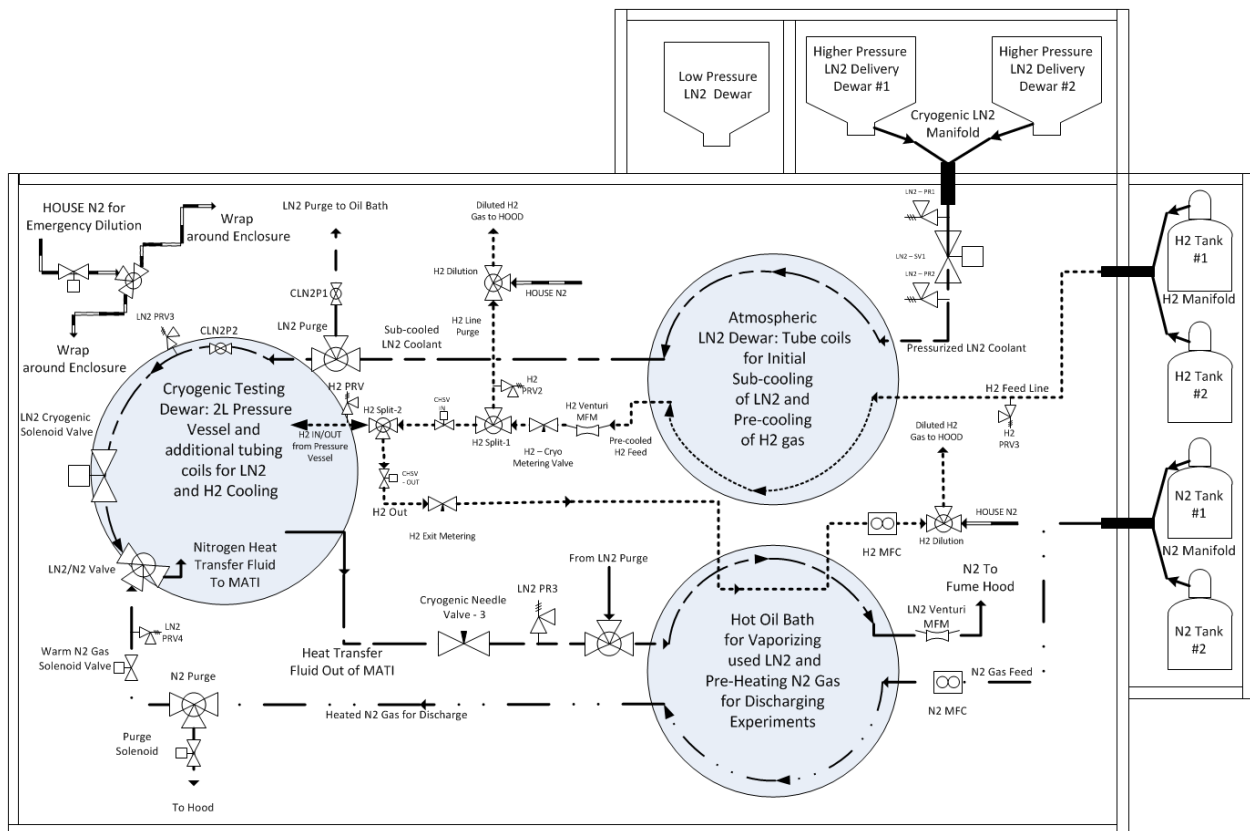 Low Pressure
LN2 Dewar
Higher Pressure
LN2 Delivery
Dewar #1
Higher Pressure
LN2 Delivery
Dewar #2
Cryogenic LN2
Manifold
HOUSE N2 for
Emergency Dilution
Wrap
around Enclosure
Wrap
around Enclosure
LN2 Purge to Oil Bath
CLN2P1
LN2 Purge
Diluted H2
Gas to HOOD
H2 Dilution
HOUSE N2
H2 Line
Purge
Sub-cooled
LN2 Coolant
LN2 – PR1
LN2 – SV1
LN2 – PR2
Pressurized LN2 Coolant
Atmospheric
LN2 Dewar: Tube coils
for Initial
Sub-cooling
of LN2 and
Pre-cooling
of H2 gas
H2 Tank
#1
H2 Manifold
H2 Tank
#2
H2 Feed Line
H2
PRV3
LN2 PRV3
CLN2P2
Cryogenic Testing
Dewar: 2L Pressure
Vessel and
additional tubing
coils for LN2
and H2 Cooling
LN2 Cryogenic
Solenoid Valve
H2 PRV
H2 Split-2
H2 IN/OUT
from Pressure
Vessel
CHSV
IN
H2
PRV2
H2 Split-1
H2 – Cryo
Metering Valve
H2 Venturi
MFM
Pre-cooled
H2 Feed
CHSV
- OUT
H2 Out
H2 Exit Metering
Diluted H2
Gas to HOOD
HOUSE N2
H2 Dilution
H2 MFC
N2 Tank
#1
N2 Manifold
N2 Tank
#2
LN2/N2 Valve
Nitrogen Heat
Transfer Fluid
To MATI
From LN2 Purge
Cryogenic Needle
Valve - 3
LN2 PR3
Heat Transfer
Fluid Out of MATI
Hot Oil Bath
for Vaporizing
used LN2 and
Pre-Heating N2 Gas
for Discharging
Experiments
N2 To
Fume Hood
LN2 Venturi
MFM
N2 Gas Feed
N2 MFC
LN2
PRV4
Warm N2 Gas
Solenoid Valve
N2 Purge
Heated N2 Gas for Discharge
Purge
Solenoid
To Hood